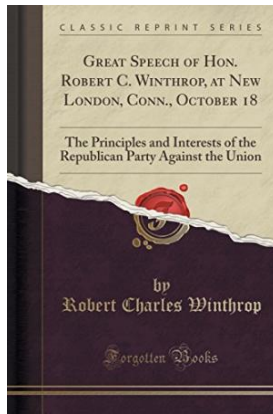 CLASSIC REPRINT SERIES
GREAT SPEECH OF HON.
ROBERT C. WINTHROP, AT NEW
LONDON, CONN., OCTOBER 18
The Principles and Interests of the
Republican Party Against the Union
by
Robert Charles Winthrop
Forgotten Books